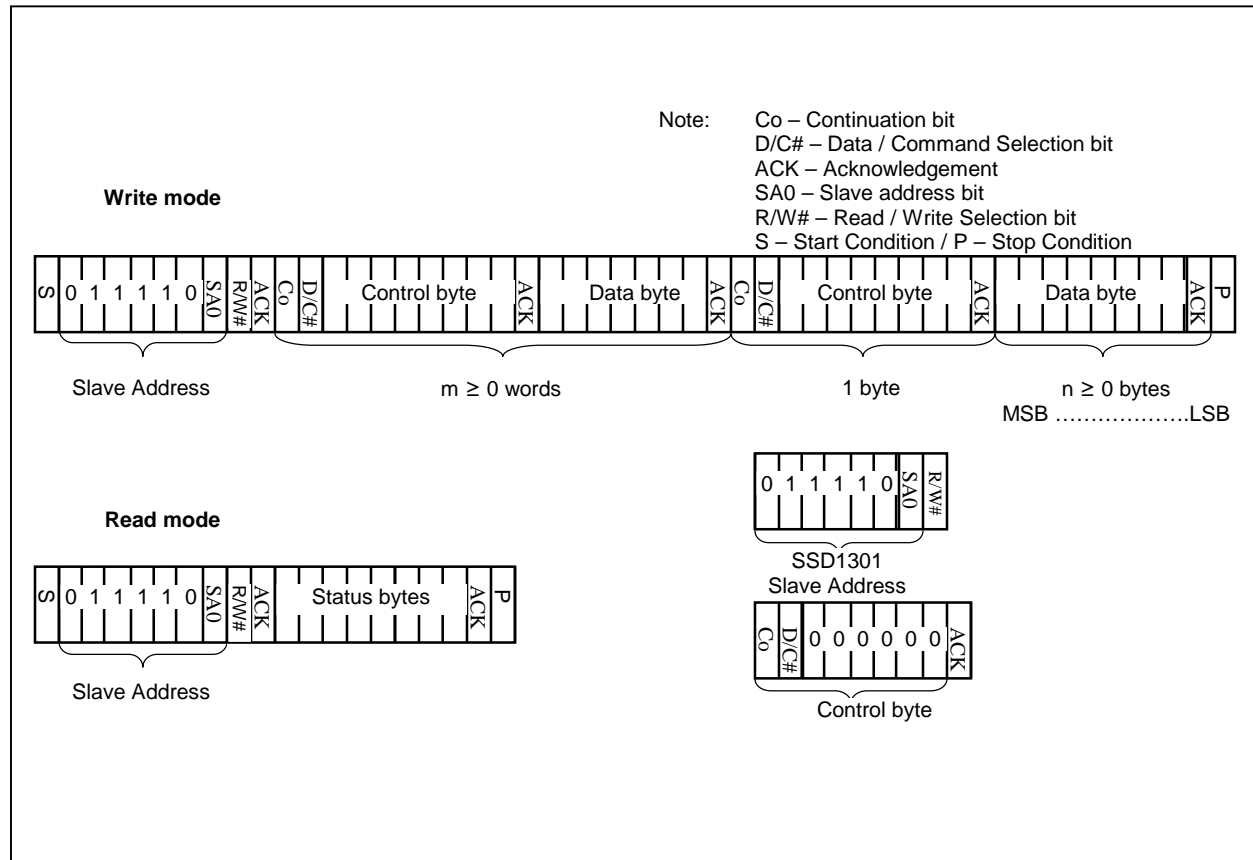 Note: Co – Continuation bit
D/C# – Data / Command Selection bit
ACK – Acknowledgement
SA0 – Slave address bit
R/W# – Read / Write Selection bit
S – Start Condition / P – Stop Condition
Write mode
S 0 1 1 1 1 0 SA0 R/W# ACK Co D/C# Control byte ACK Data byte ACK Co D/C# Control byte ACK Data byte ACK P
Slave Address m ≥ 0 words 1 byte n ≥ 0 bytes
MSB ………………..LSB
0 1 1 1 1 0 SA0 R/W#
SSD1301
Slave Address
Read mode
S 0 1 1 1 1 0 SA0 R/W# ACK Status bytes ACK P
Slave Address
Co D/C# 0 0 0 0 0 0 ACK
Control byte